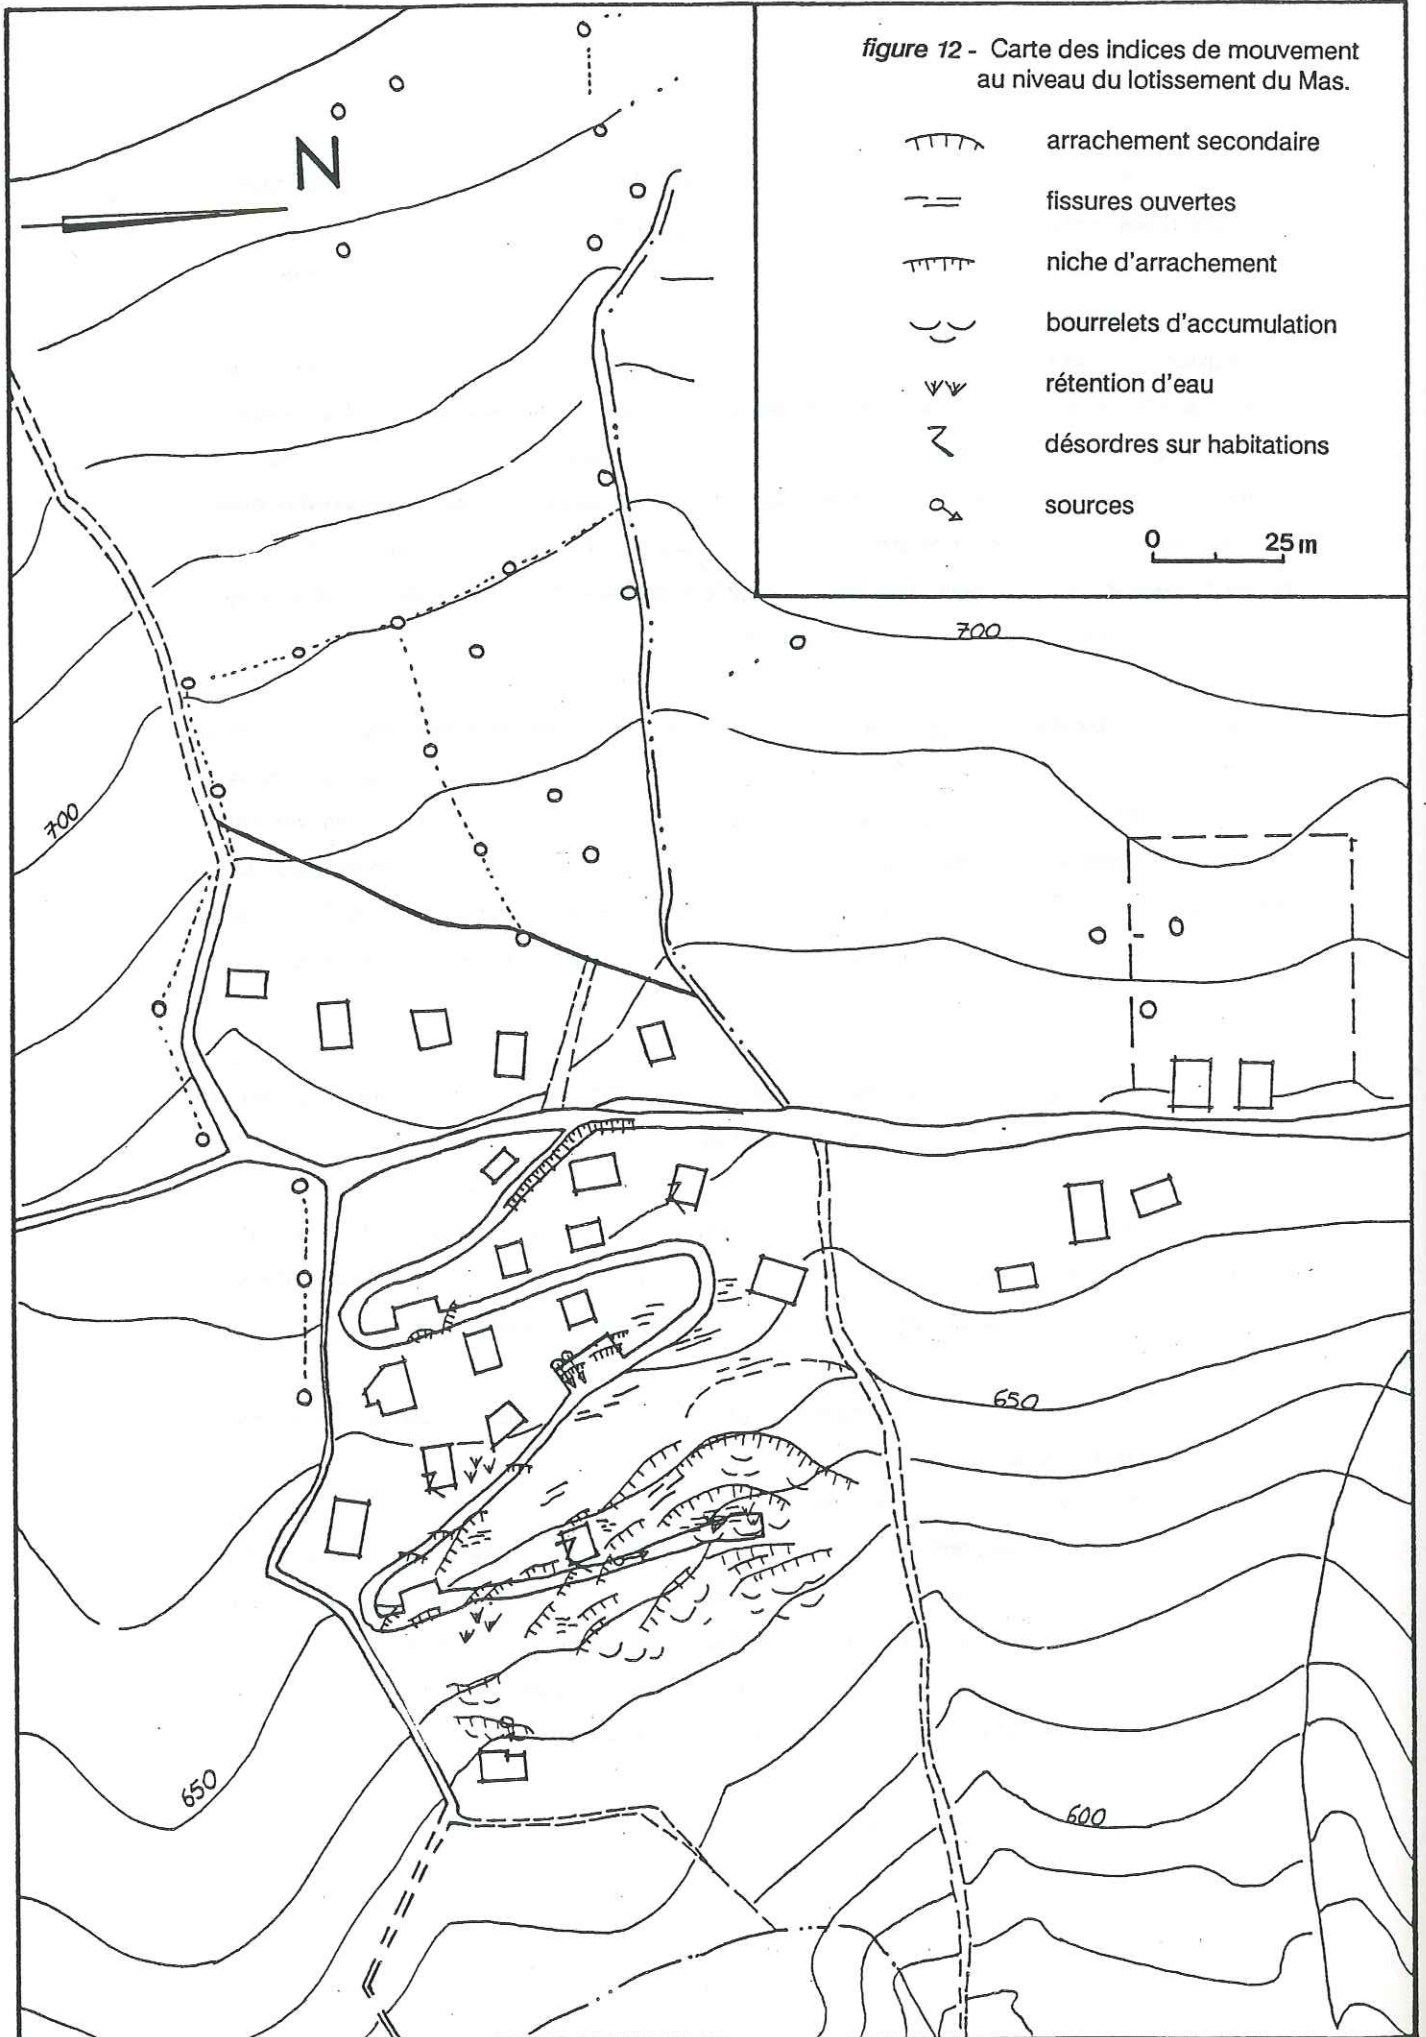 figure 12 - Carte des indices de mouvement
au niveau du lotissement du Mas.
arrachement secondaire
fissures ouvertes
niche d'arrachement
bourrelets d'accumulation
rétention d'eau
désordres sur habitations
sources
0 25 m
N
700
700
650
650
600